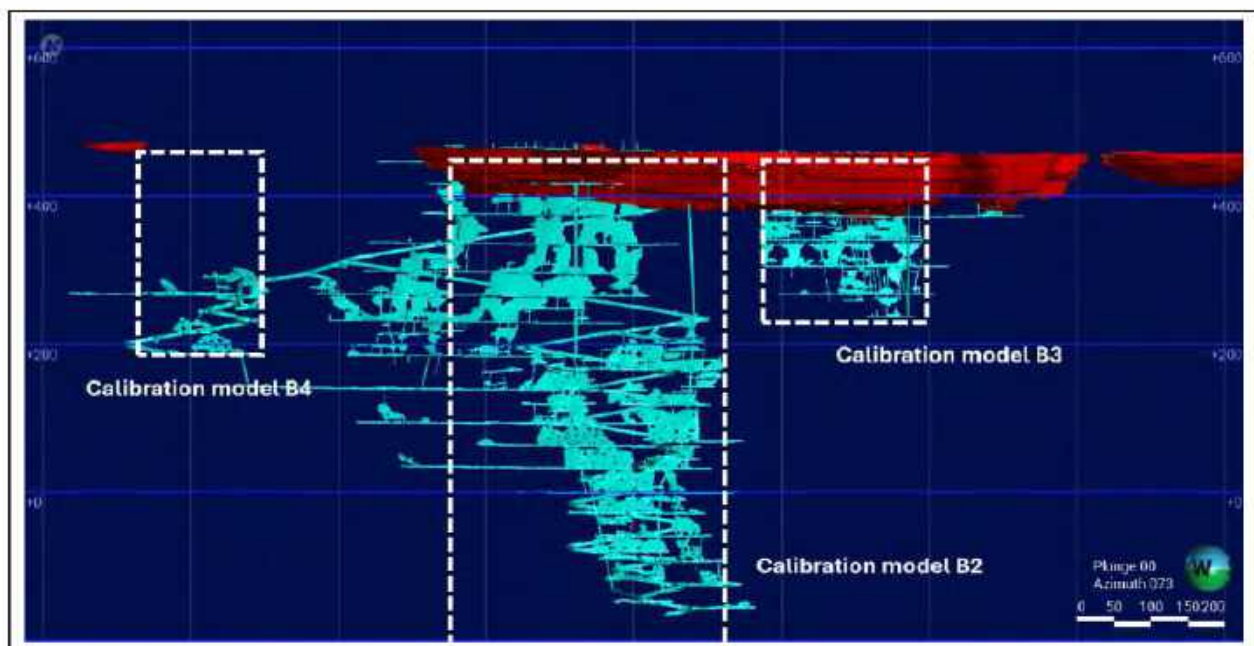 +600 +600
+400 +400
Calibration model B3
+200 +200
Calibration model B4
+0 +0
Calibration model B2
W
Plunge 00
Azimuth 073
0 50 100 150 200